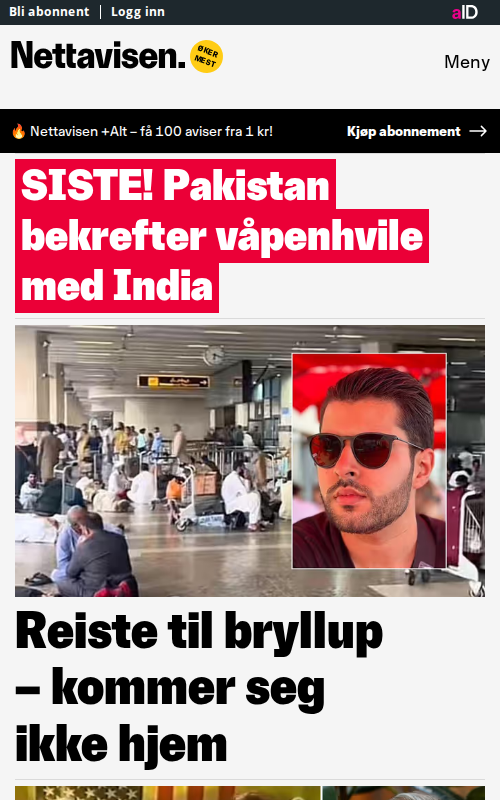 Bli abonnent
Logg inn
aID
Nettavisen.
ØKER
MEST
Meny
🔥 Nettavisen +Alt – få 100 aviser fra 1 kr!
Kjøp abonnement →
SISTE! Pakistan
bekrefter våpenhvile
med India
Reiste til bryllup
– kommer seg
ikke hjem